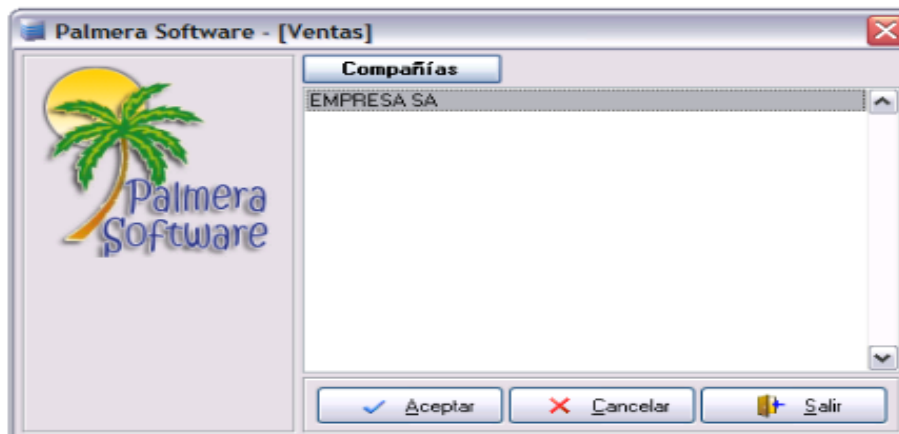 Palmera Software - [Ventas]
Palmera
Software
Compañías
EMPRESA SA
Aceptar
Cancelar
Salir